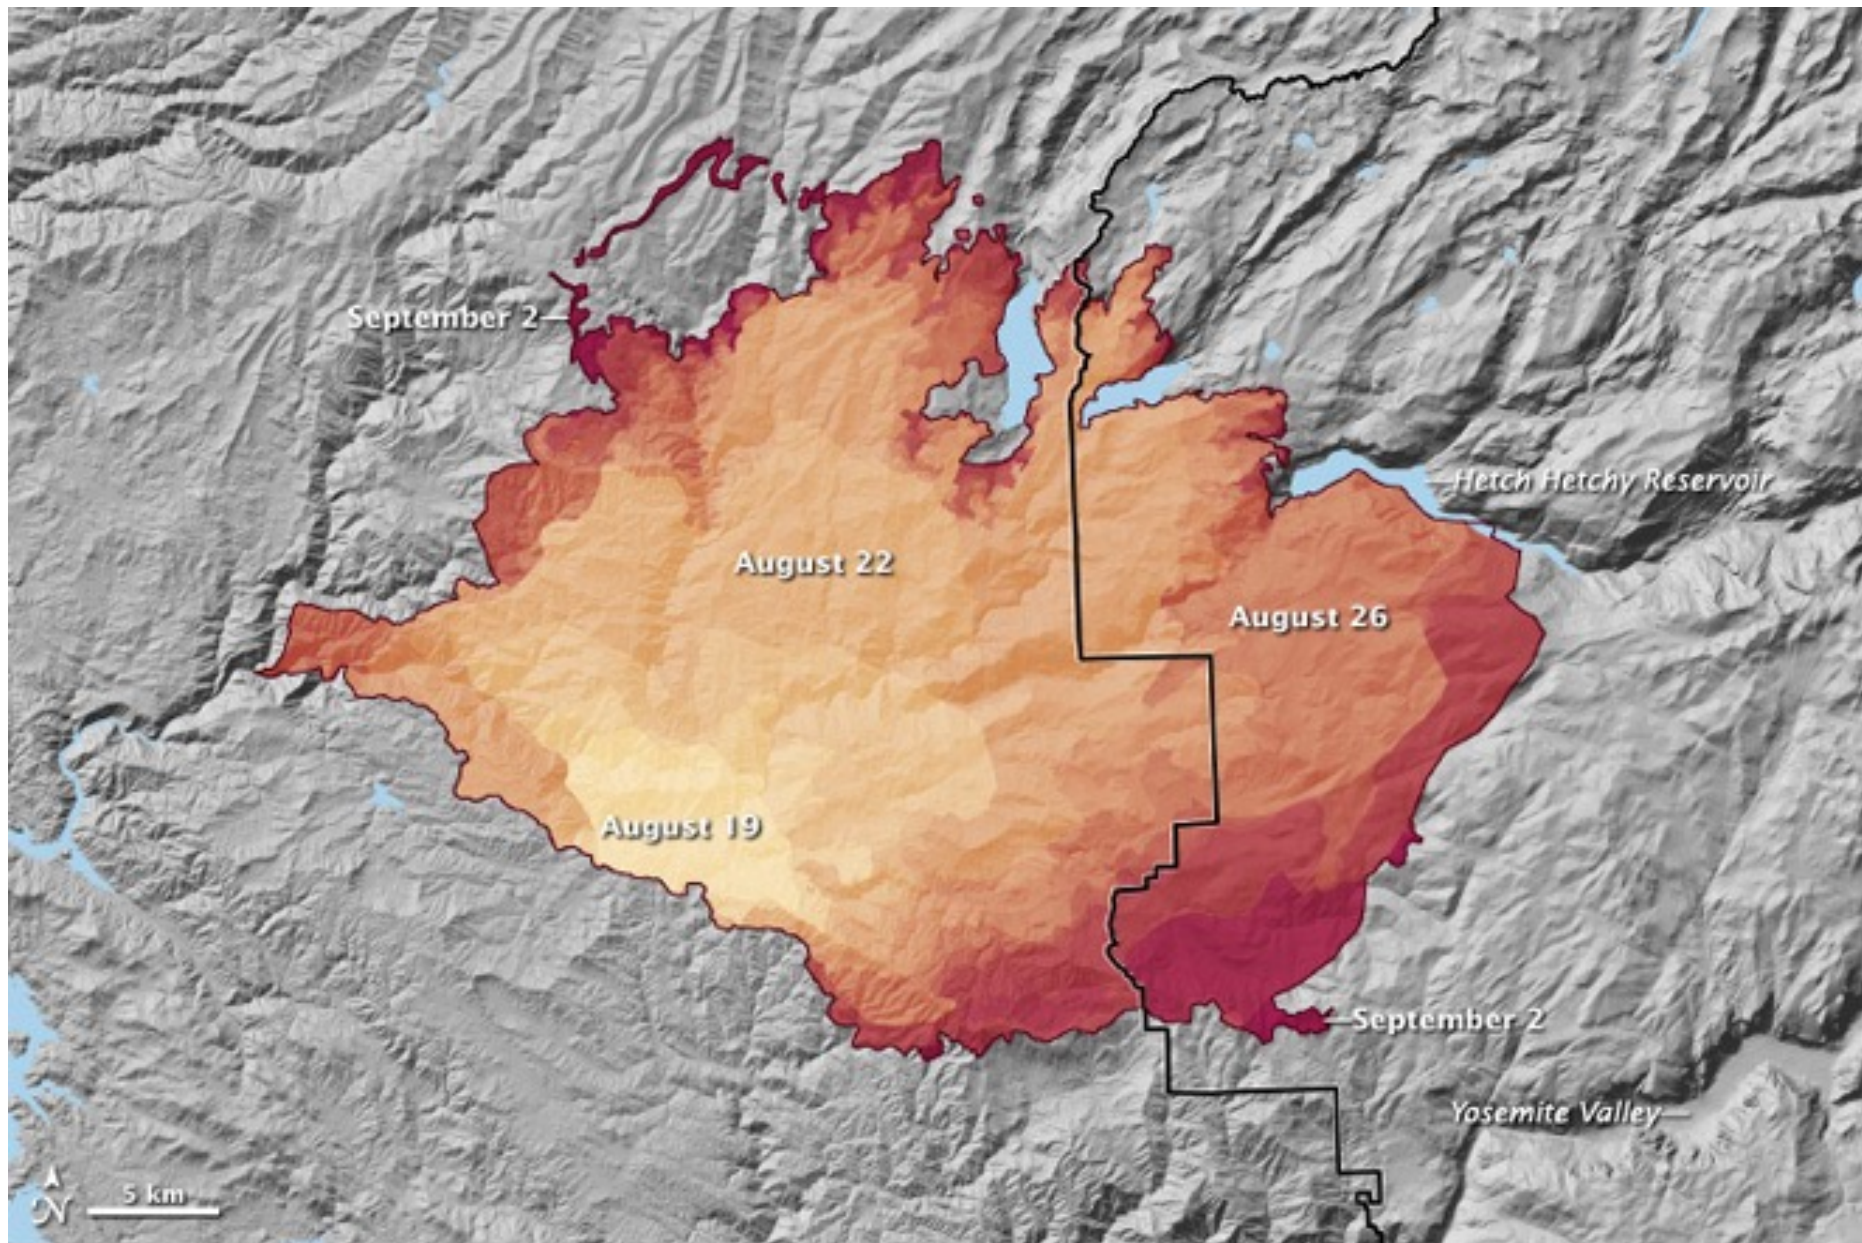 September 2
Hetch Hetchy Reservoir
August 22
August 26
August 19
September 2
Yosemite Valley
N
5 km